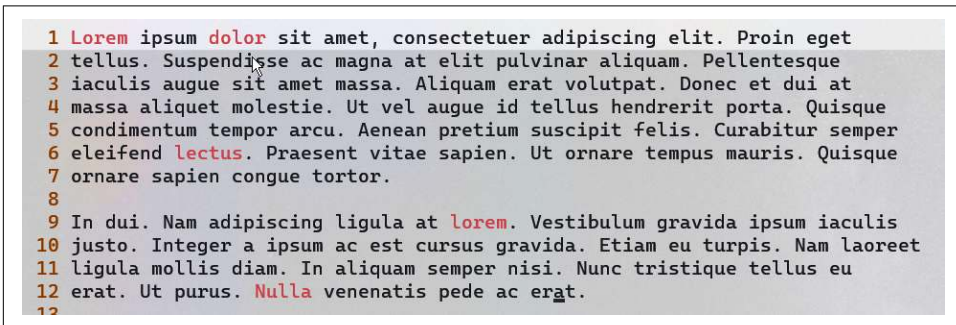 1 Lorem ipsum dolor sit amet, consectetuer adipiscing elit. Proin eget
2 tellus. Suspendisse ac magna at elit pulvinar aliquam. Pellentesque
3 iaculis augue sit amet massa. Aliquam erat volutpat. Donec et dui at
4 massa aliquet molestie. Ut vel augue id tellus hendrerit porta. Quisque
5 condimentum tempor arcu. Aenean pretium suscipit felis. Curabitur semper
6 eleifend lectus. Praesent vitae sapien. Ut ornare tempus mauris. Quisque
7 ornare sapien congue tortor.
8
9 In dui. Nam adipiscing ligula at lorem. Vestibulum gravida ipsum iaculis
10 justo. Integer a ipsum ac est cursus gravida. Etiam eu turpis. Nam laoreet
11 ligula mollis diam. In aliquam semper nisi. Nunc tristique tellus eu
12 erat. Ut purus. Nulla venenatis pede ac erat.
13